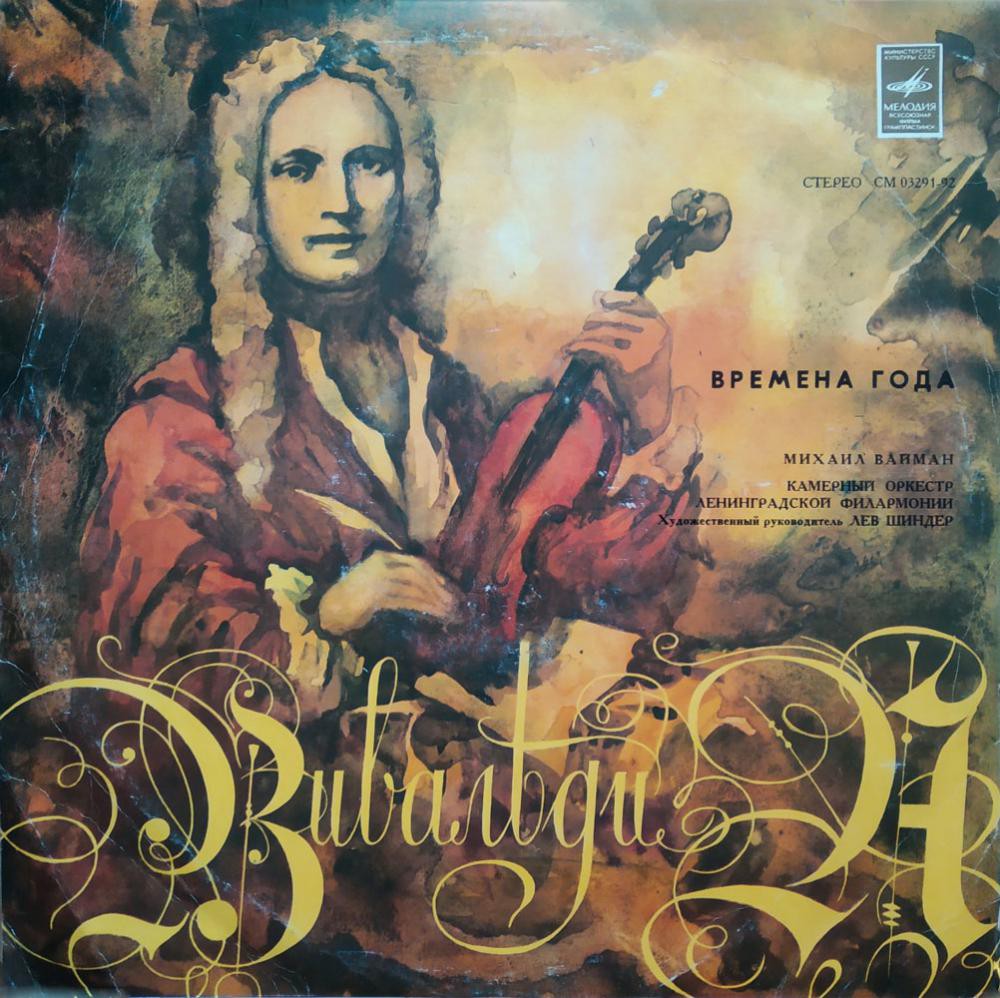 МИНИСТЕРСТВО
КУЛЬТУРЫ СССР
МЕЛОДИЯ
ВСЕСОЮЗНАЯ
ФИРМА
ГРАМПЛАСТИНОК
СТЕРЕО СМ 03291-92
ВРЕМЕНА ГОДА
МИХАИЛ ВАЙМАН
КАМЕРНЫЙ ОРКЕСТР
ЛЕНИНГРАДСКОЙ ФИЛАРМОНИИ
Художественный руководитель ЛЕВ ШИНДЕР
Вивальди А